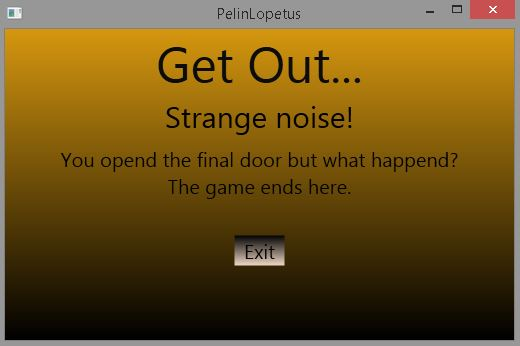 PelinLopetus
Get Out...
Strange noise!
You opend the final door but what happend?
The game ends here.
Exit